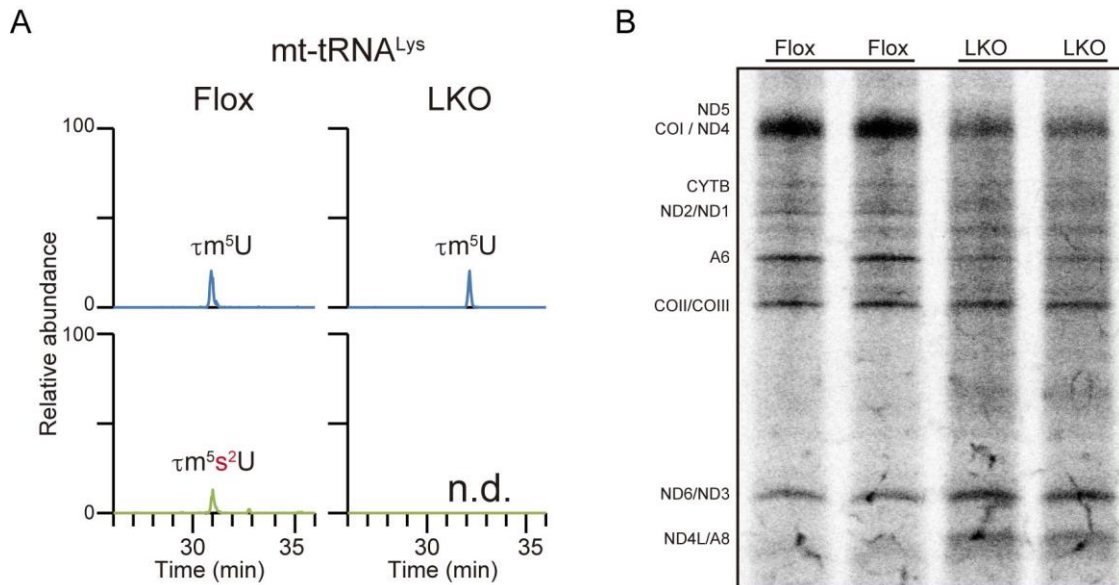 A
mt-tRNALys
Flox LKO
100 τm5U τm5U
0
Relative abundance
100 τm5s2U n.d.
0
30 35 30 35
Time (min) Time (min)
B
Flox Flox LKO LKO
ND5
COI / ND4
CYTB
ND2/ND1
A6
COII/COIII
ND6/ND3
ND4L/A8